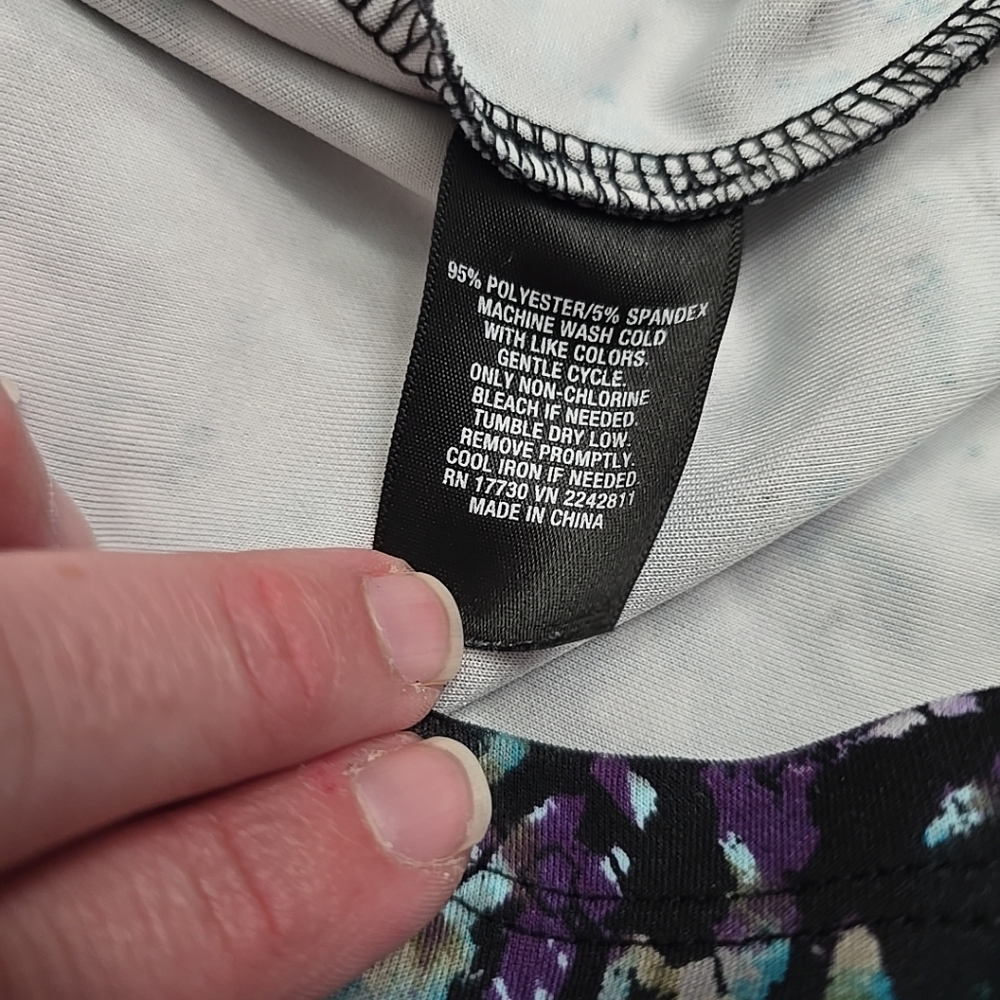 95% POLYESTER/5% SPANDEX
MACHINE WASH COLD
WITH LIKE COLORS.
GENTLE CYCLE.
ONLY NON-CHLORINE
BLEACH IF NEEDED.
TUMBLE DRY LOW.
REMOVE PROMPTLY.
COOL IRON IF NEEDED.
RN 17730 VN 2242811
MADE IN CHINA